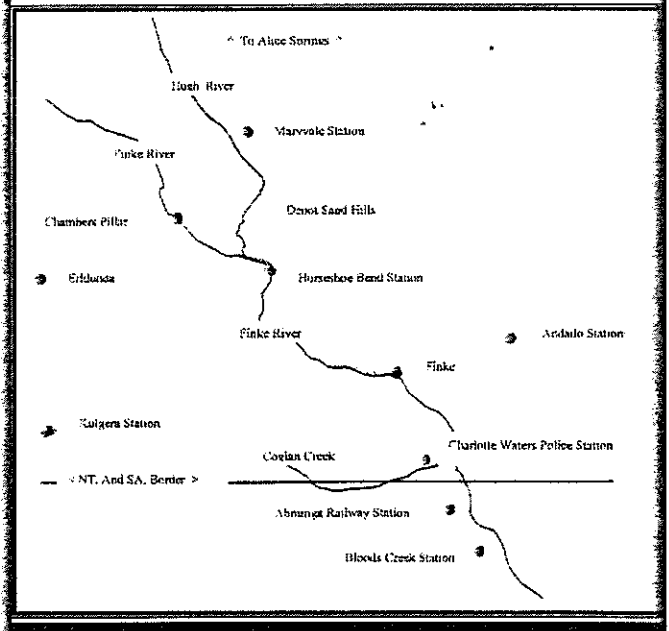 ^ To Alice Springs ^
Hugh River
Maryvale Station
Finke River
Depot Sand Hills
Chambers Pillar
Erldunda
Horseshoe Bend Station
Finke River
Andado Station
Finke
Kulgera Station
Charlotte Waters Police Station
Coglan Creek
< NT. And SA. Border >
Abminga Railway Station
Bloods Creek Station